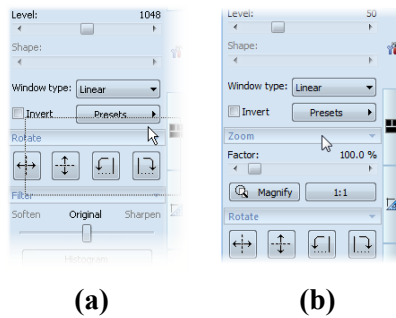 Level: 1048
Shape:
Window type: Linear
Invert Presets
Rotate
Filter
Soften Original Sharpen
Histogram
(a)
Level: 50
Shape:
Window type: Linear
Invert Presets
Zoom
Factor: 100.0 %
Magnify 1:1
Rotate
(b)